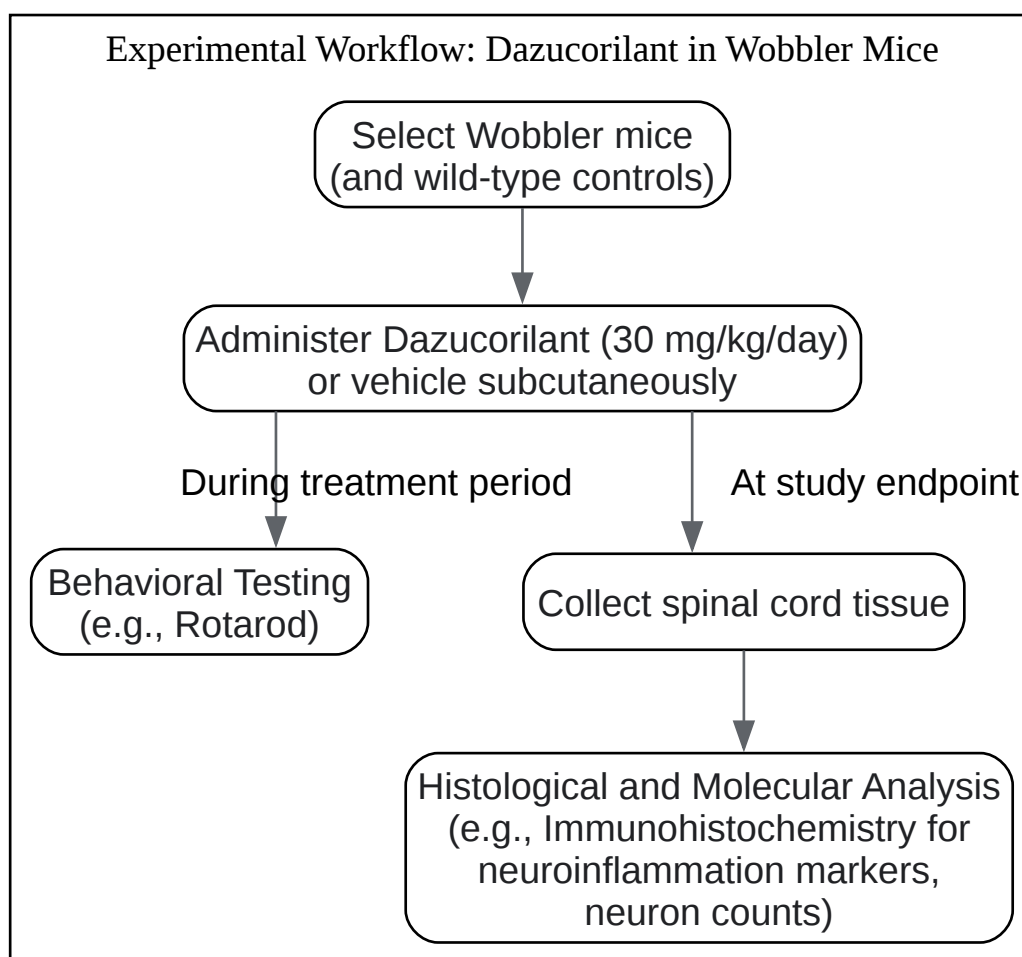 Experimental Workflow: Dazucorilant in Wobbler Mice
Select Wobbler mice
(and wild-type controls)
Administer Dazucorilant (30 mg/kg/day)
or vehicle subcutaneously
During treatment period
At study endpoint
Behavioral Testing
(e.g., Rotarod)
Collect spinal cord tissue
Histological and Molecular Analysis
(e.g., Immunohistochemistry for
neuroinflammation markers,
neuron counts)